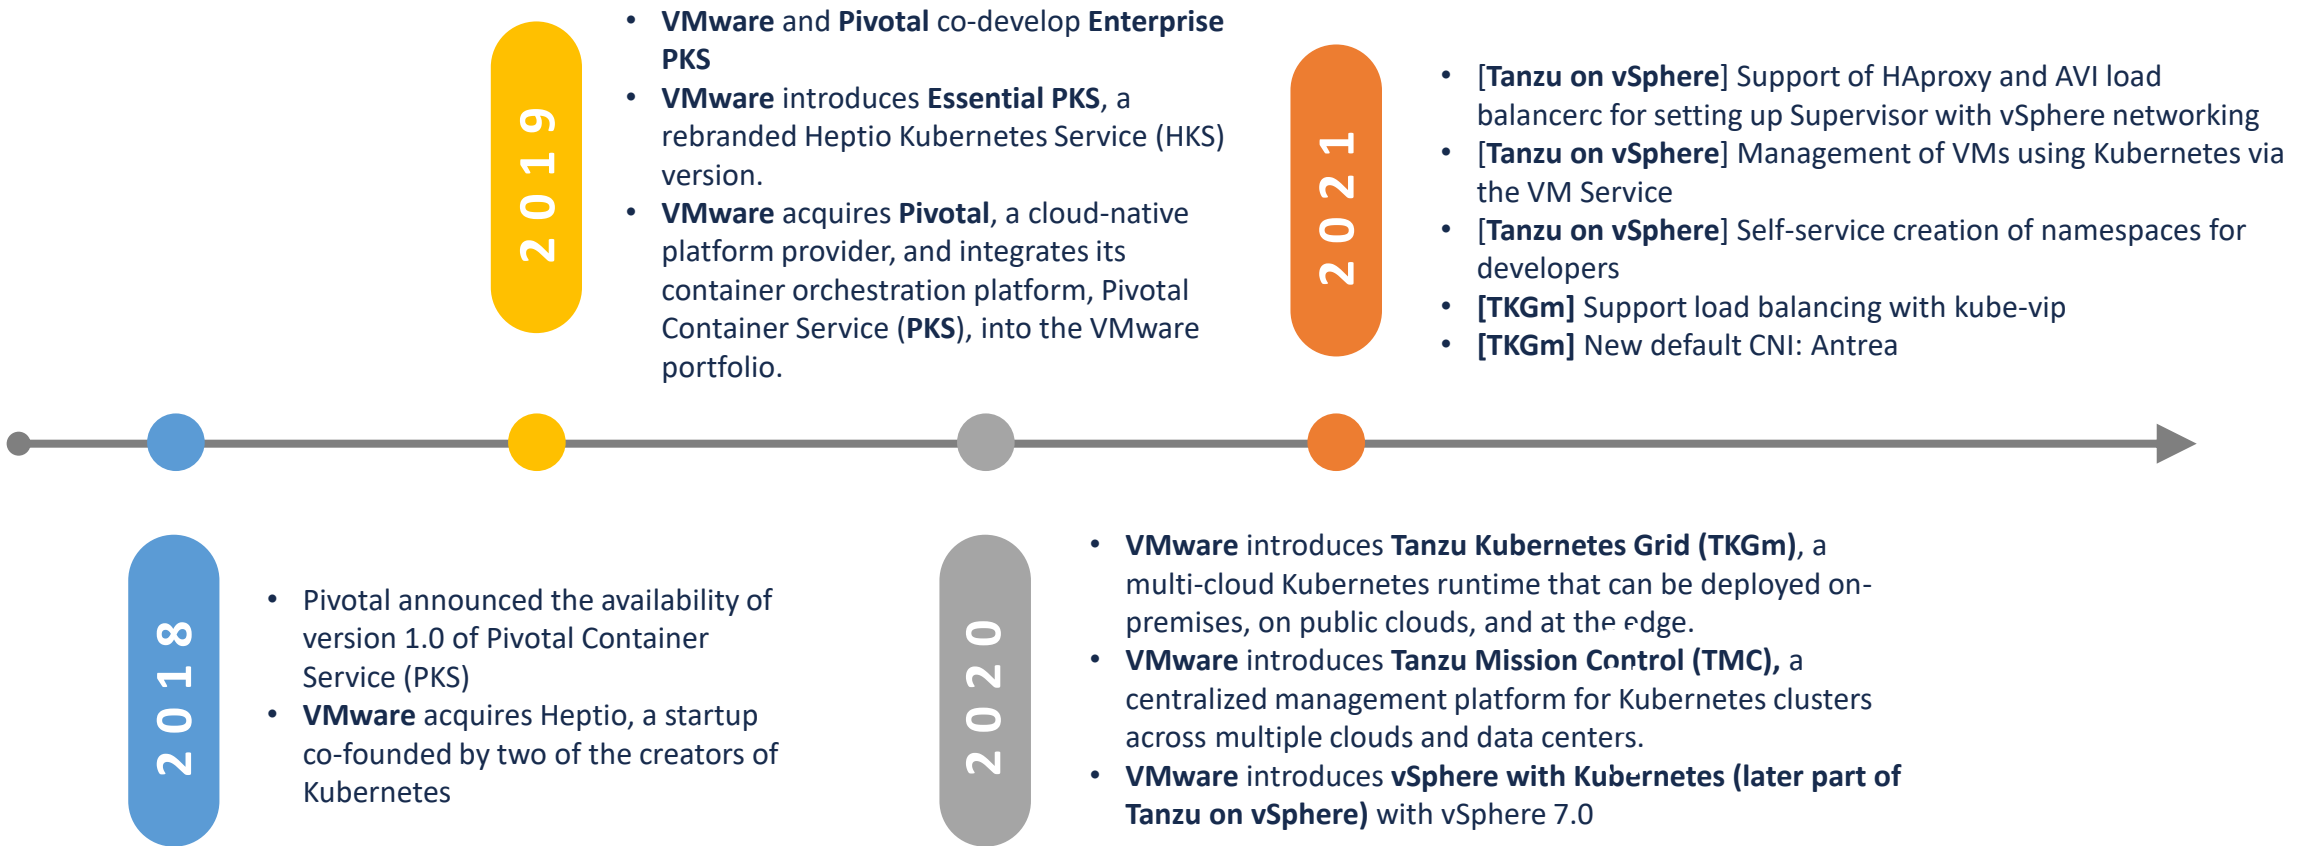 2019
• VMware and Pivotal co-develop Enterprise
PKS
• VMware introduces Essential PKS, a
rebranded Heptio Kubernetes Service (HKS)
version.
• VMware acquires Pivotal, a cloud-native
platform provider, and integrates its
container orchestration platform, Pivotal
Container Service (PKS), into the VMware
portfolio.
2021
• [Tanzu on vSphere] Support of HAproxy and AVI load
balancerc for setting up Supervisor with vSphere networking
• [Tanzu on vSphere] Management of VMs using Kubernetes via
the VM Service
• [Tanzu on vSphere] Self-service creation of namespaces for
developers
• [TKGm] Support load balancing with kube-vip
• [TKGm] New default CNI: Antrea
2018
• Pivotal announced the availability of
version 1.0 of Pivotal Container
Service (PKS)
• VMware acquires Heptio, a startup
co-founded by two of the creators of
Kubernetes
2020
• VMware introduces Tanzu Kubernetes Grid (TKGm), a
multi-cloud Kubernetes runtime that can be deployed on-
premises, on public clouds, and at the edge.
• VMware introduces Tanzu Mission Control (TMC), a
centralized management platform for Kubernetes clusters
across multiple clouds and data centers.
• VMware introduces vSphere with Kubernetes (later part of
Tanzu on vSphere) with vSphere 7.0